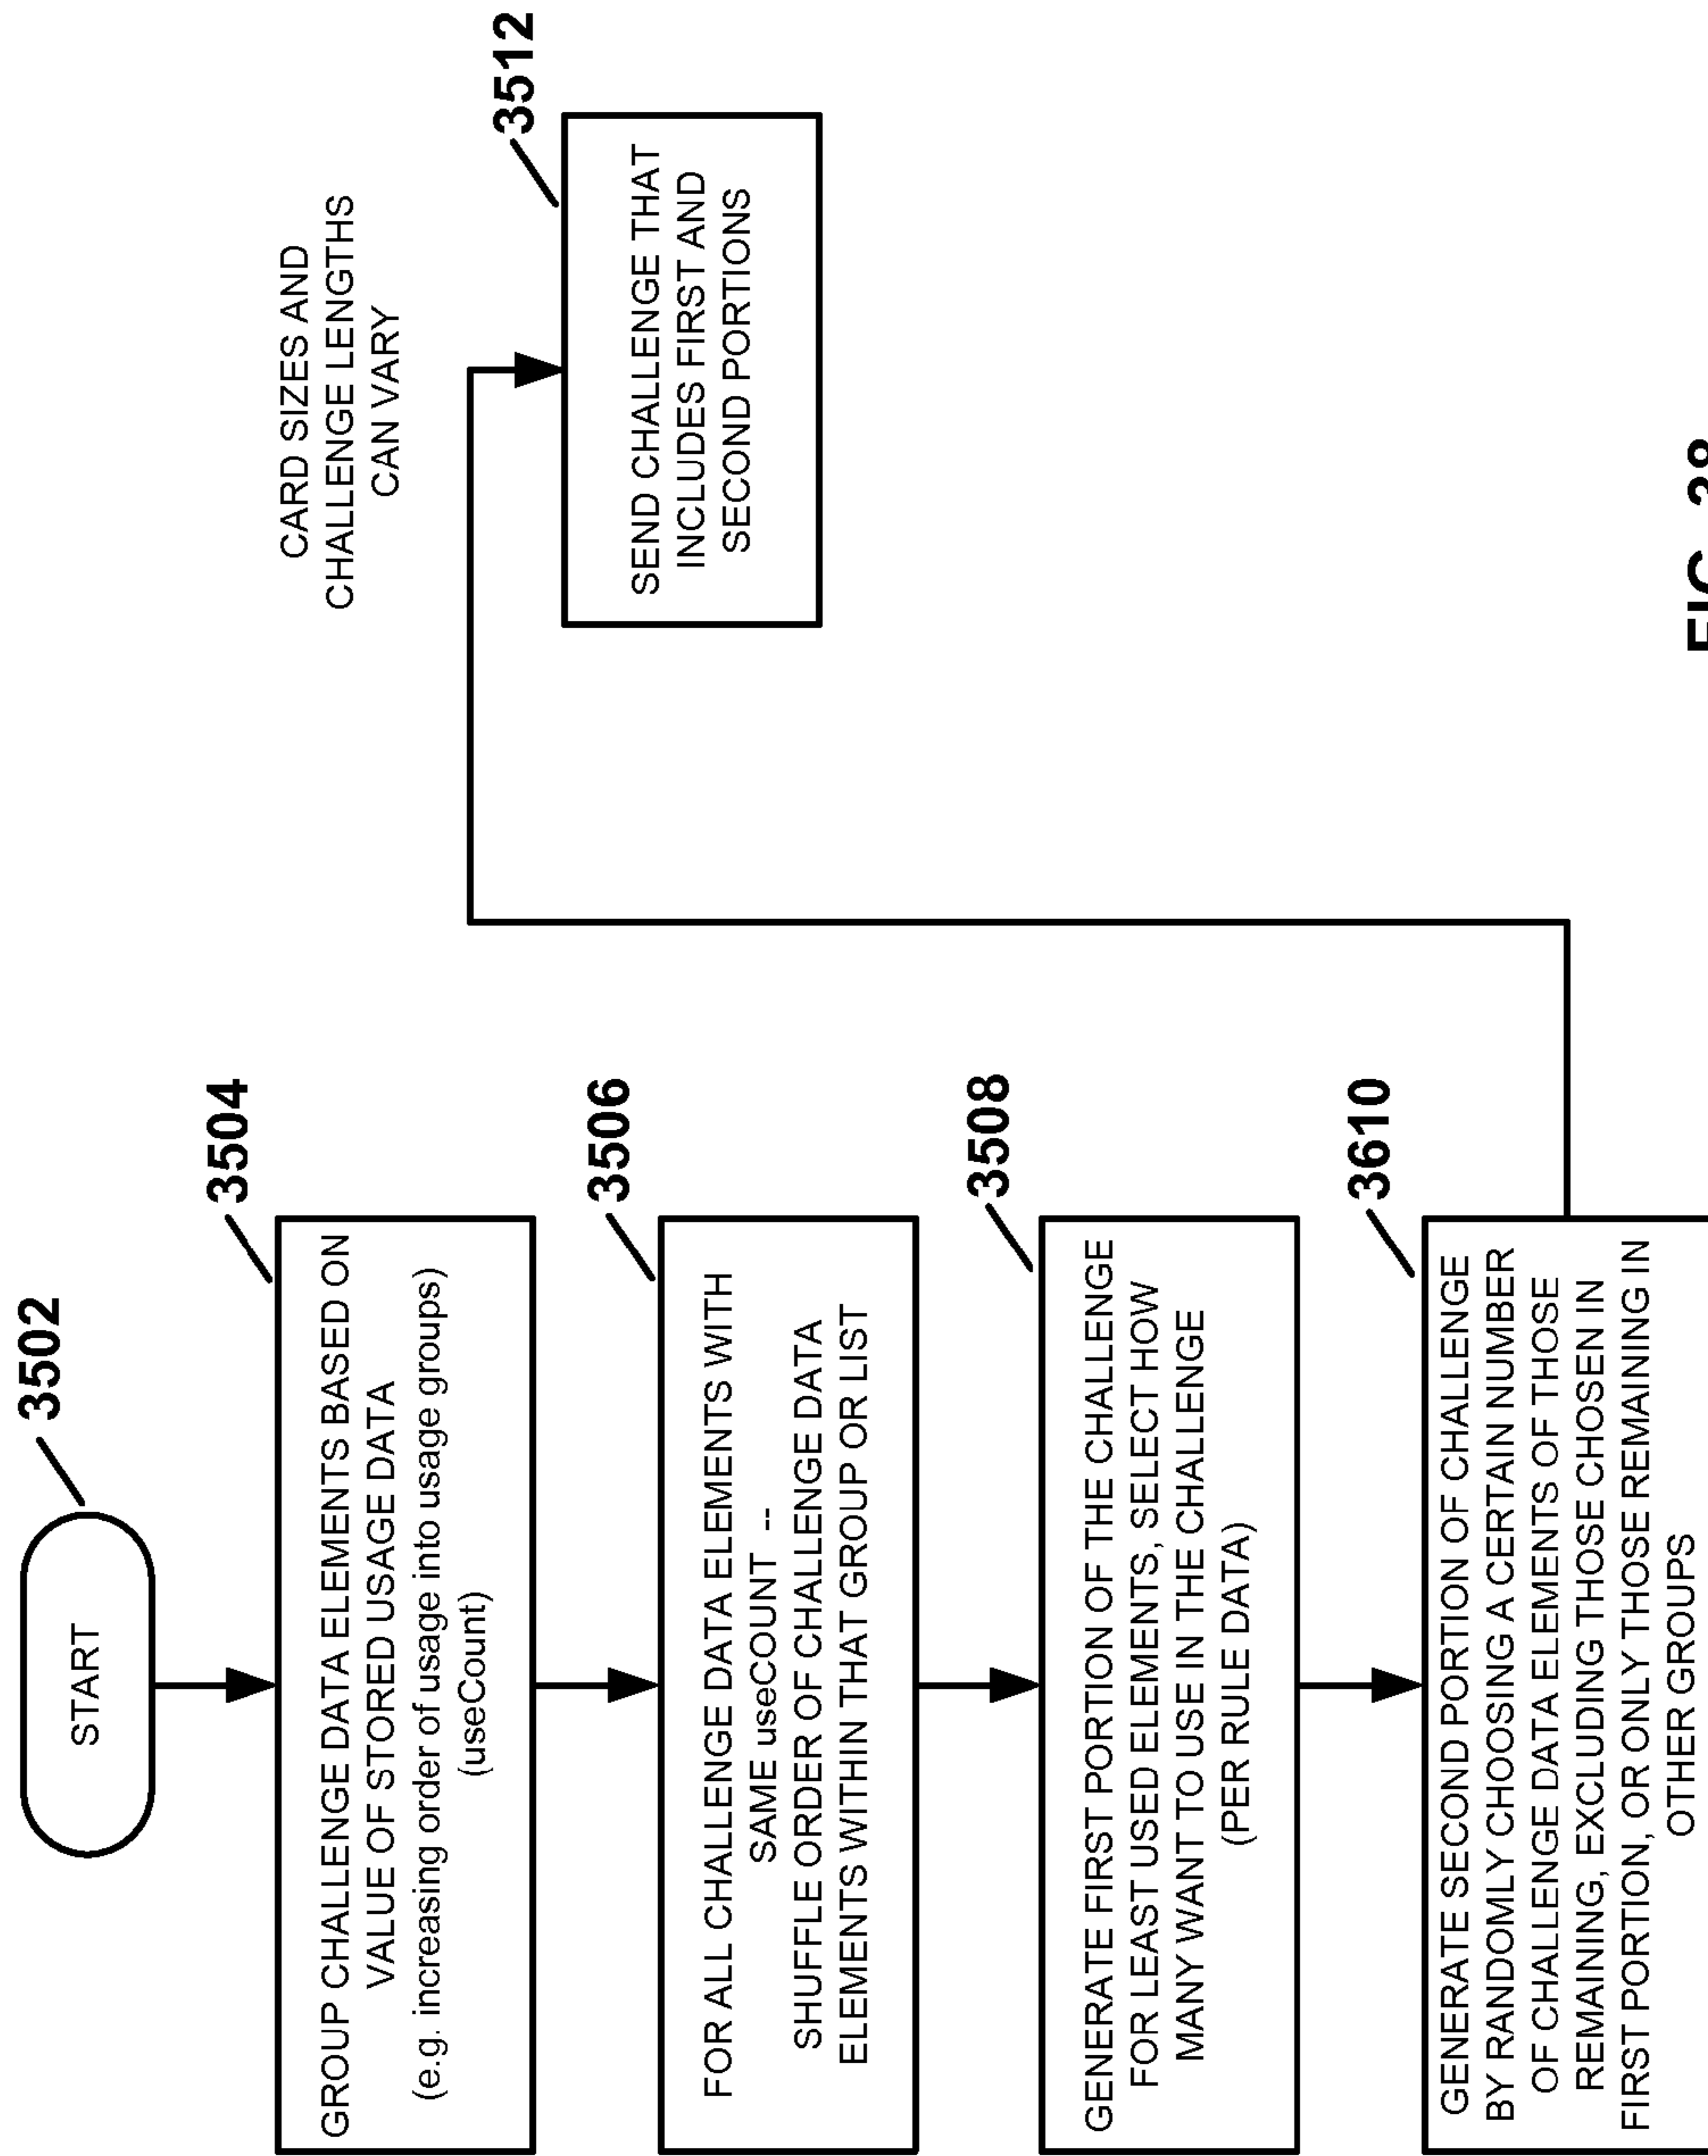 3502
START
3504
GROUP CHALLENGE DATA ELEMENTS BASED ON
VALUE OF STORED USAGE DATA
(e.g. increasing order of usage into usage groups)
(useCount)
3506
FOR ALL CHALLENGE DATA ELEMENTS WITH
SAME useCOUNT --
SHUFFLE ORDER OF CHALLENGE DATA
ELEMENTS WITHIN THAT GROUP OR LIST
3508
GENERATE FIRST PORTION OF THE CHALLENGE
FOR LEAST USED ELEMENTS, SELECT HOW
MANY WANT TO USE IN THE CHALLENGE
(PER RULE DATA)
3610
GENERATE SECOND PORTION OF CHALLENGE
BY RANDOMLY CHOOSING A CERTAIN NUMBER
OF CHALLENGE DATA ELEMENTS OF THOSE
REMAINING, EXCLUDING THOSE CHOSEN IN
FIRST PORTION, OR ONLY THOSE REMAINING IN
OTHER GROUPS
CARD SIZES AND
CHALLENGE LENGTHS
CAN VARY
3512
SEND CHALLENGE THAT
INCLUDES FIRST AND
SECOND PORTIONS
FIG. 38